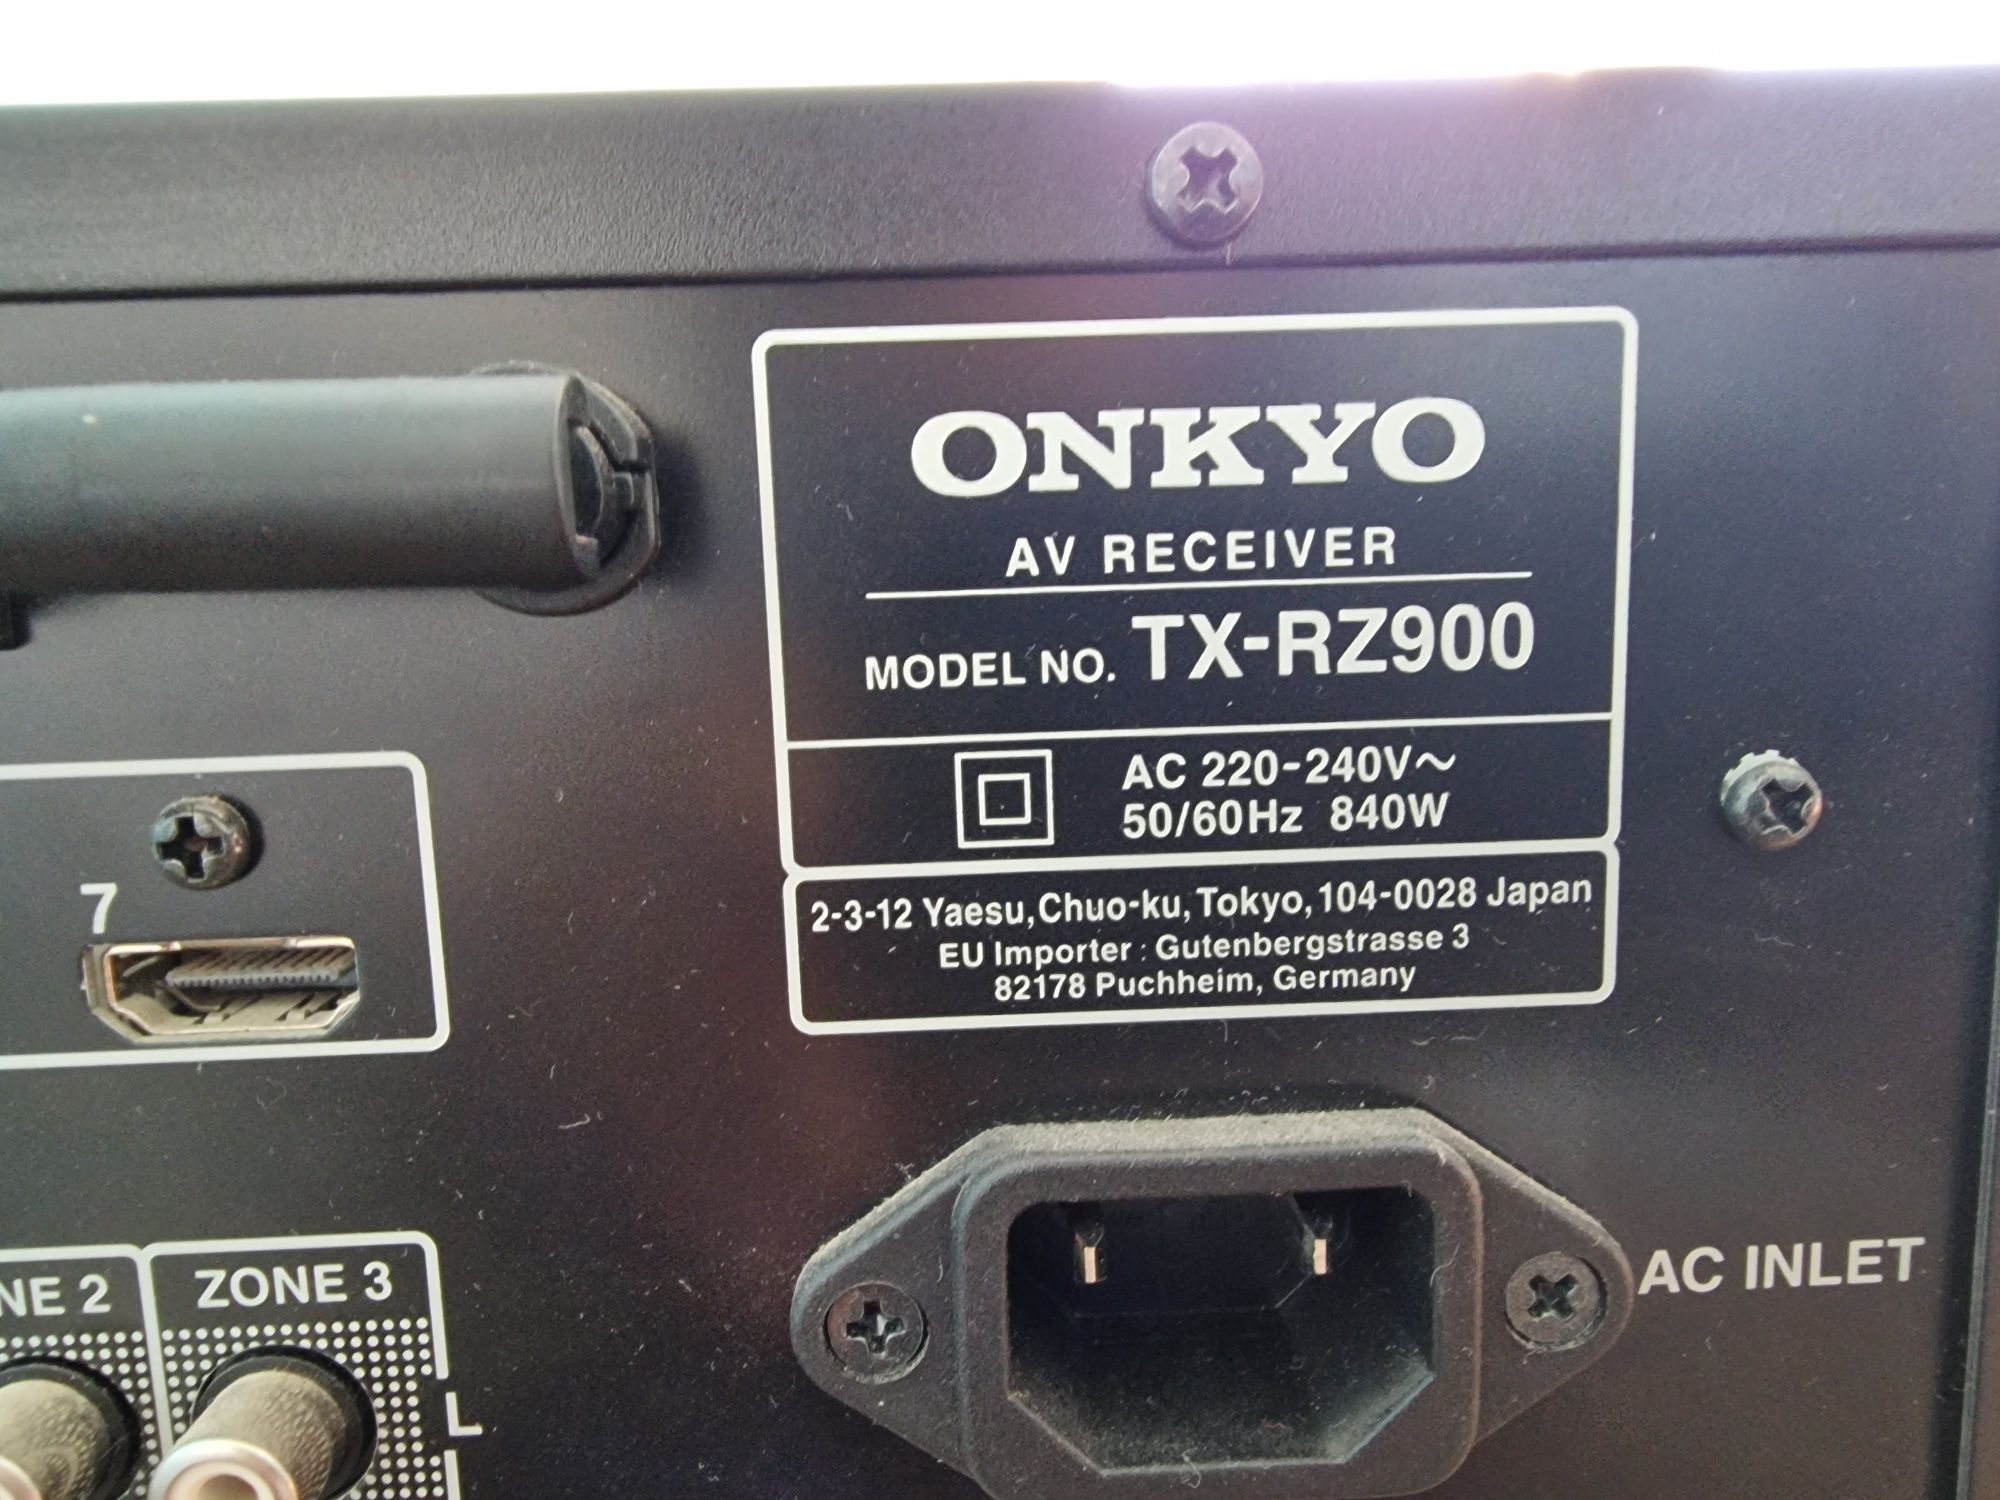 ONKYO
AV RECEIVER
MODEL NO. TX-RZ900
AC 220-240V~
50/60Hz 840W
2-3-12 Yaesu, Chuo-ku, Tokyo, 104-0028 Japan
EU Importer : Gutenbergstrasse 3
82178 Puchheim, Germany
7
AC INLET
NE 2
ZONE 3
L